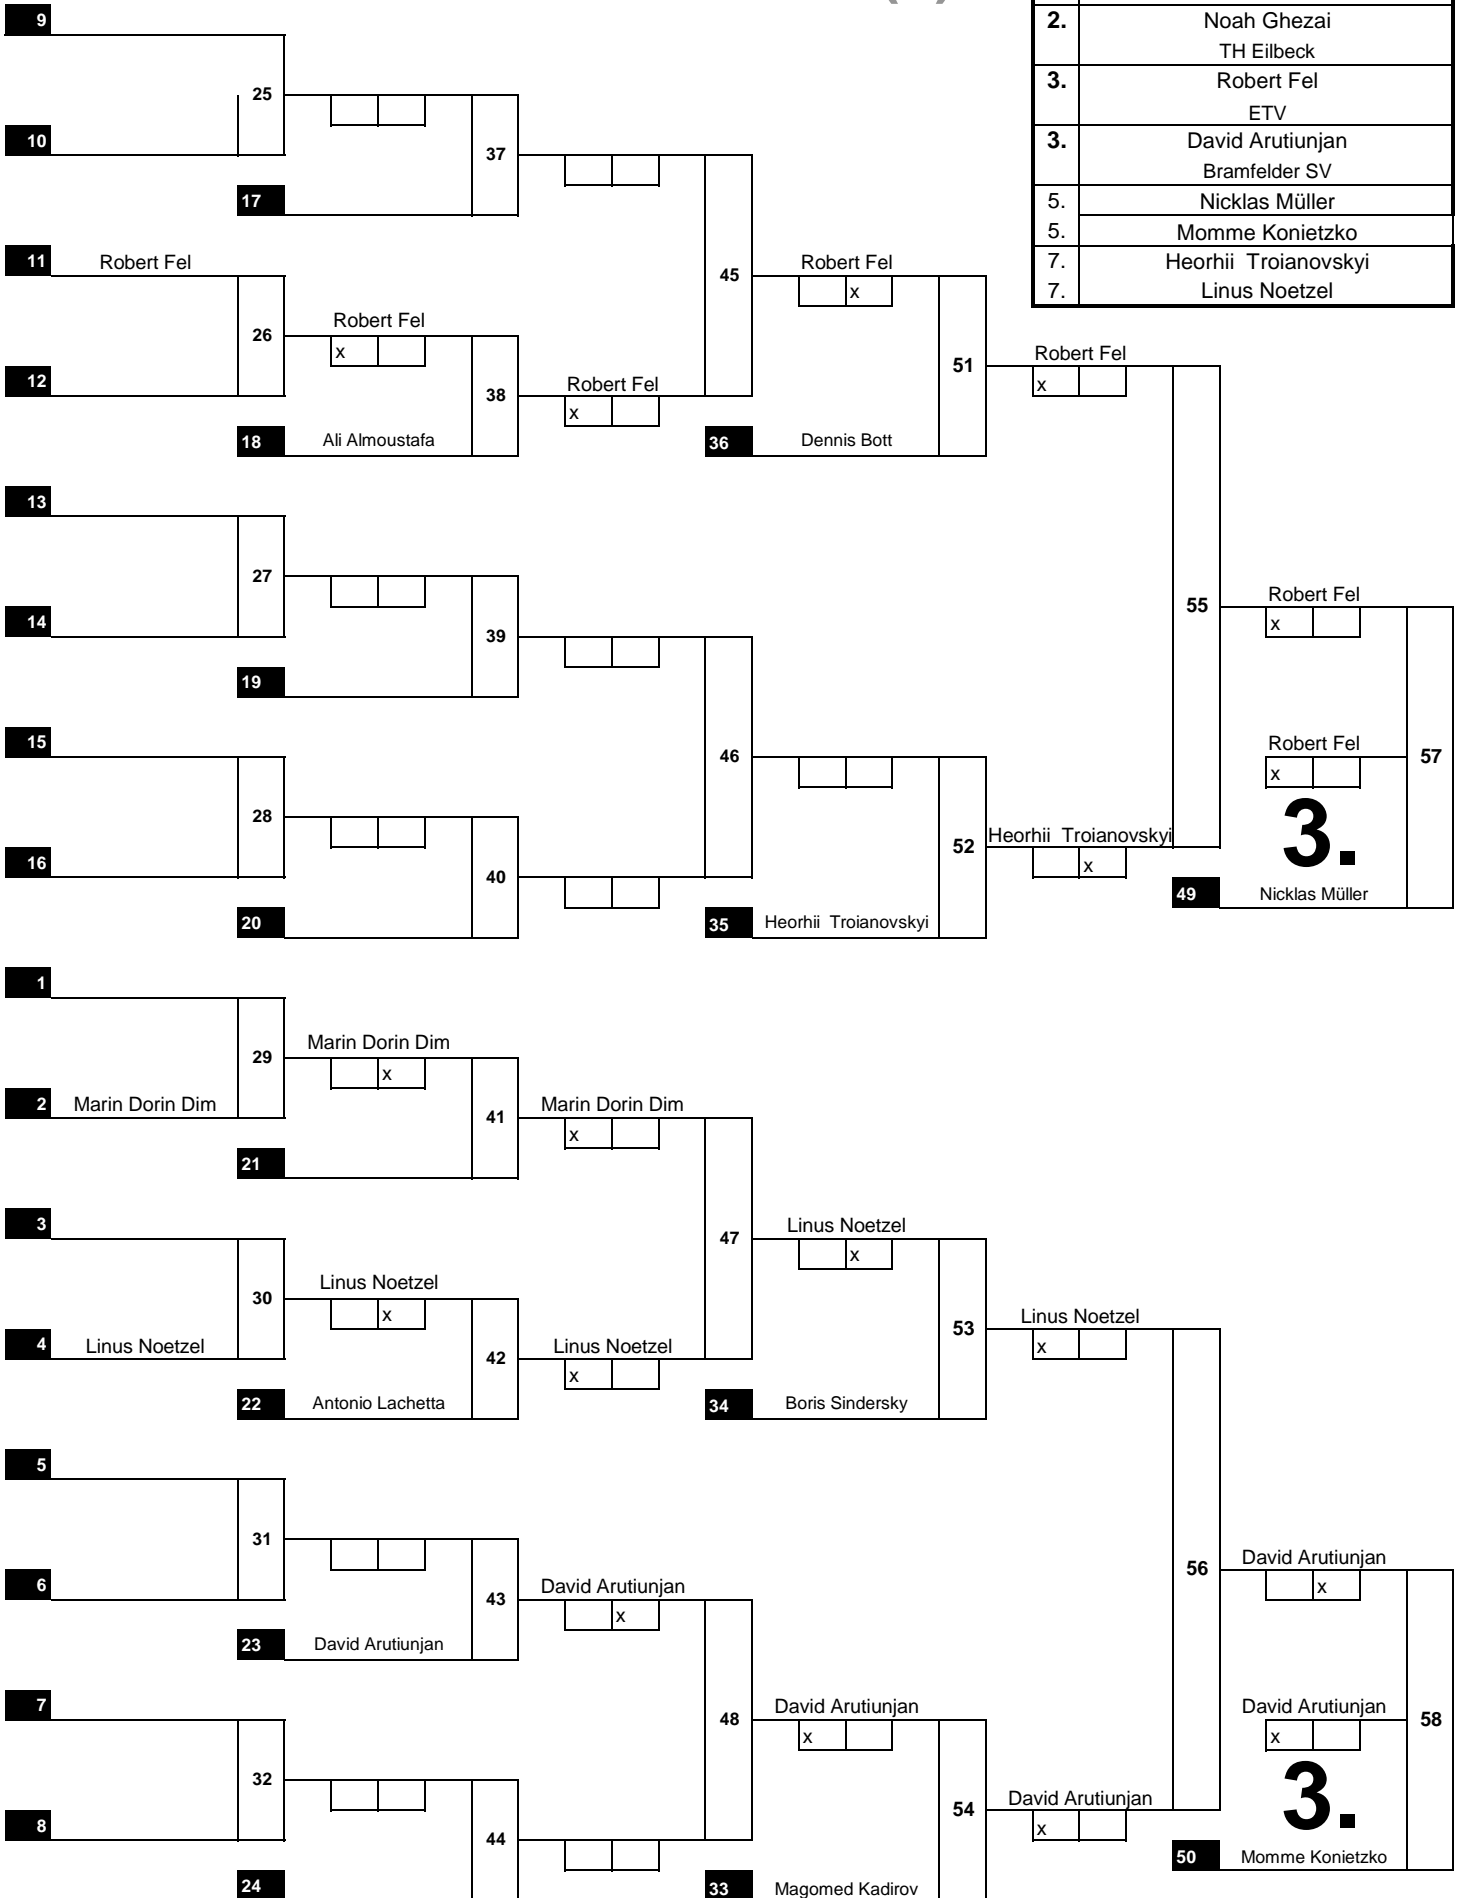 9
2. Noah Ghezai
TH Eilbeck
25
3. Robert Fel
ETV
10
37
3. David Arutiunjan
Bramfelder SV
17
5. Nicklas Müller
5. Momme Konietzko
11 Robert Fel
45
Robert Fel
7. Heorhii Troianovskyi
x
7. Linus Noetzel
26
Robert Fel
x
51
Robert Fel
12
38
Robert Fel
x
x
18 Ali Almoustafa
36 Dennis Bott
13
27
55
Robert Fel
14
39
x
19
15
46
Robert Fel
57
x
28
3.
52
Heorhii Troianovskyi
16
40
x
49 Nicklas Müller
20
35 Heorhii Troianovskyi
1
29
Marin Dorin Dim
x
2 Marin Dorin Dim
41
Marin Dorin Dim
x
21
3
47
Linus Noetzel
x
30
Linus Noetzel
x
53
Linus Noetzel
4 Linus Noetzel
42
Linus Noetzel
x
x
22 Antonio Lachetta
34 Boris Sindersky
5
31
56
David Arutiunjan
6
43
David Arutiunjan
x
x
23 David Arutiunjan
7
48
David Arutiunjan
David Arutiunjan
58
x
x
32
3.
54
David Arutiunjan
8
44
x
50 Momme Konietzko
24
33 Magomed Kadirov